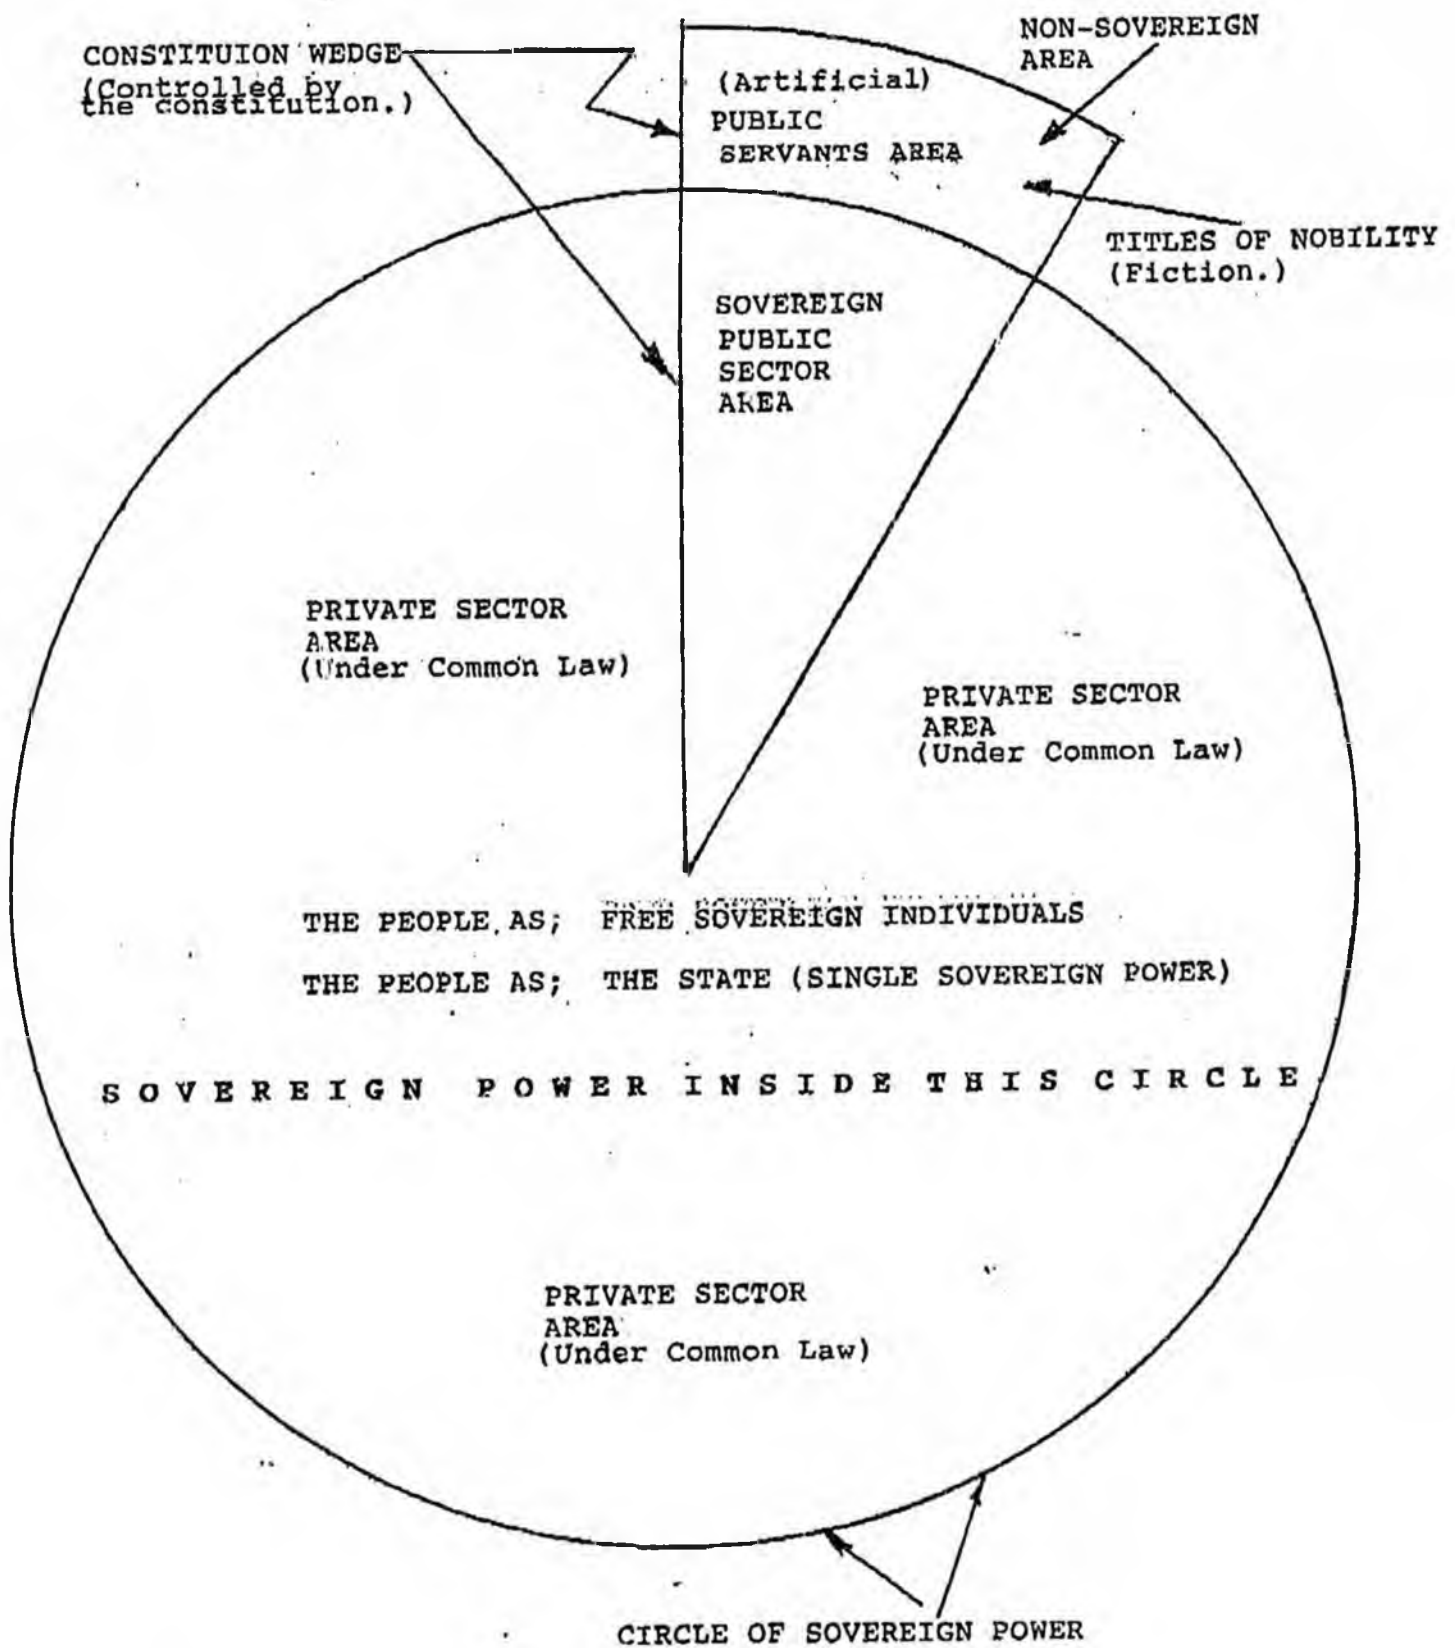 CONSTITUION WEDGE
(Controlled by
the constitution.)
NON-SOVEREIGN
AREA
(Artificial)
PUBLIC
SERVANTS AREA
TITLES OF NOBILITY
(Fiction.)
SOVEREIGN
PUBLIC
SECTOR
AREA
PRIVATE SECTOR
AREA
(Under Common Law)
PRIVATE SECTOR
AREA
(Under Common Law)
THE PEOPLE AS; FREE SOVEREIGN INDIVIDUALS
THE PEOPLE AS; THE STATE (SINGLE SOVEREIGN POWER)
SOVEREIGN POWER INSIDE THIS CIRCLE
PRIVATE SECTOR
AREA
(Under Common Law)
CIRCLE OF SOVEREIGN POWER